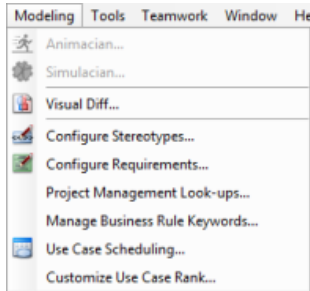 Modeling Tools Teamwork Window He
Animacian...
Simulacian...
Visual Diff...
Configure Stereotypes...
Configure Requirements...
Project Management Look-ups...
Manage Business Rule Keywords...
Use Case Scheduling...
Customize Use Case Rank...